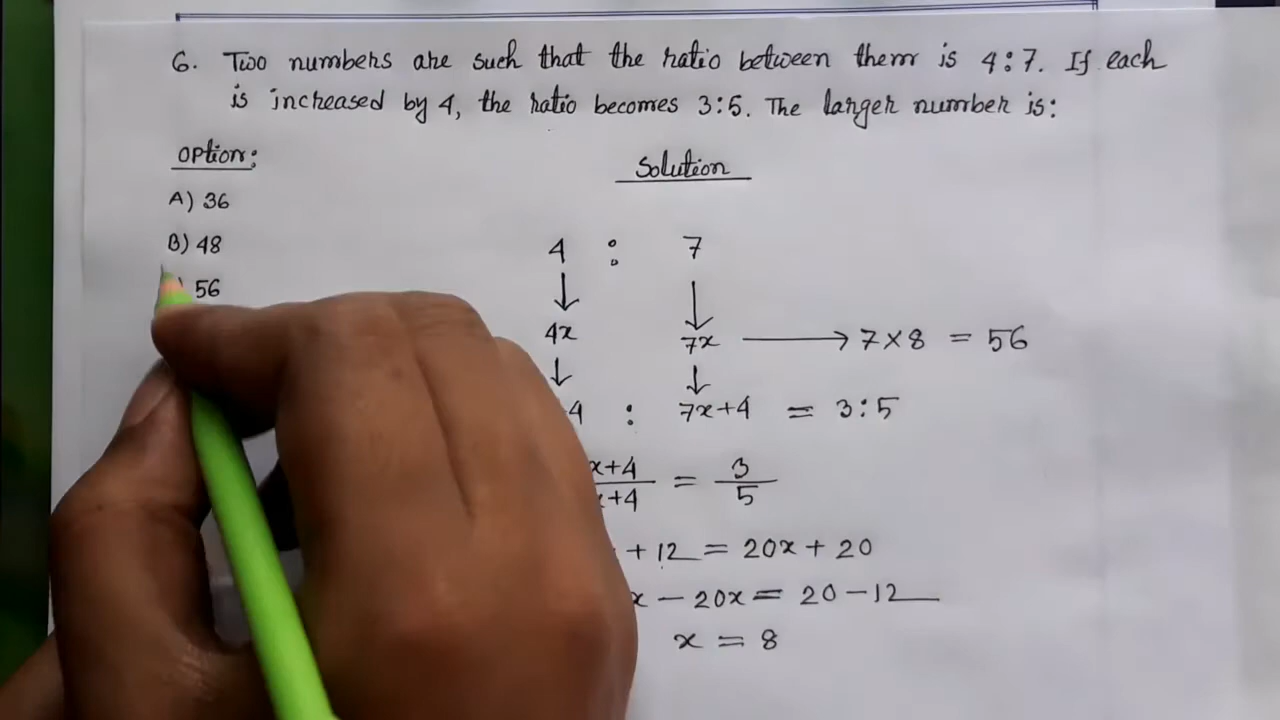 6. Two numbers are such that the ratio between them is 4:7. If each
is increased by 4, the ratio becomes 3:5. The larger number is:
Option:
A) 36
B) 48
56
Solution
4 : 7
4x 7x → 7×8 = 56
4 : 7x+4 = 3:5
x+4 = 3
+4 5
+ 12 = 20x + 20
x - 20x = 20 - 12
x = 8